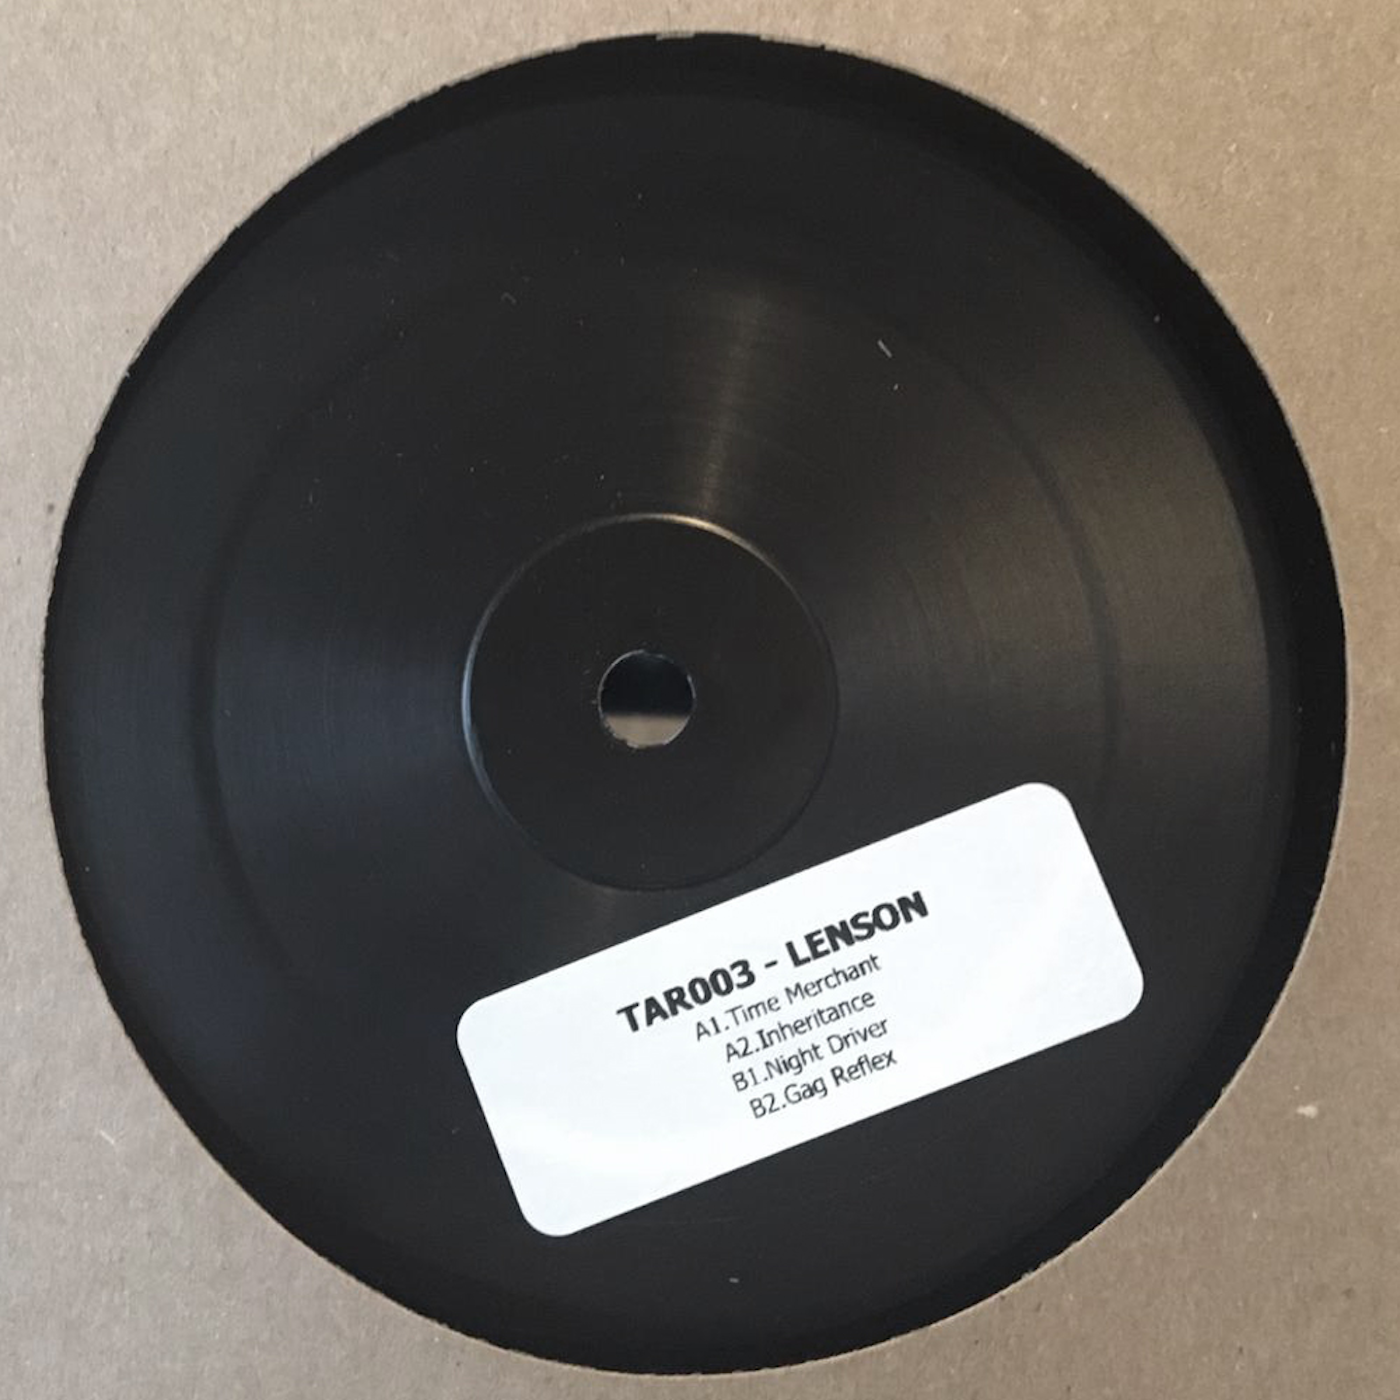 TAR003 - LENSON
A1.Time Merchant
A2.Inheritance
B1.Night Driver
B2.Gag Reflex